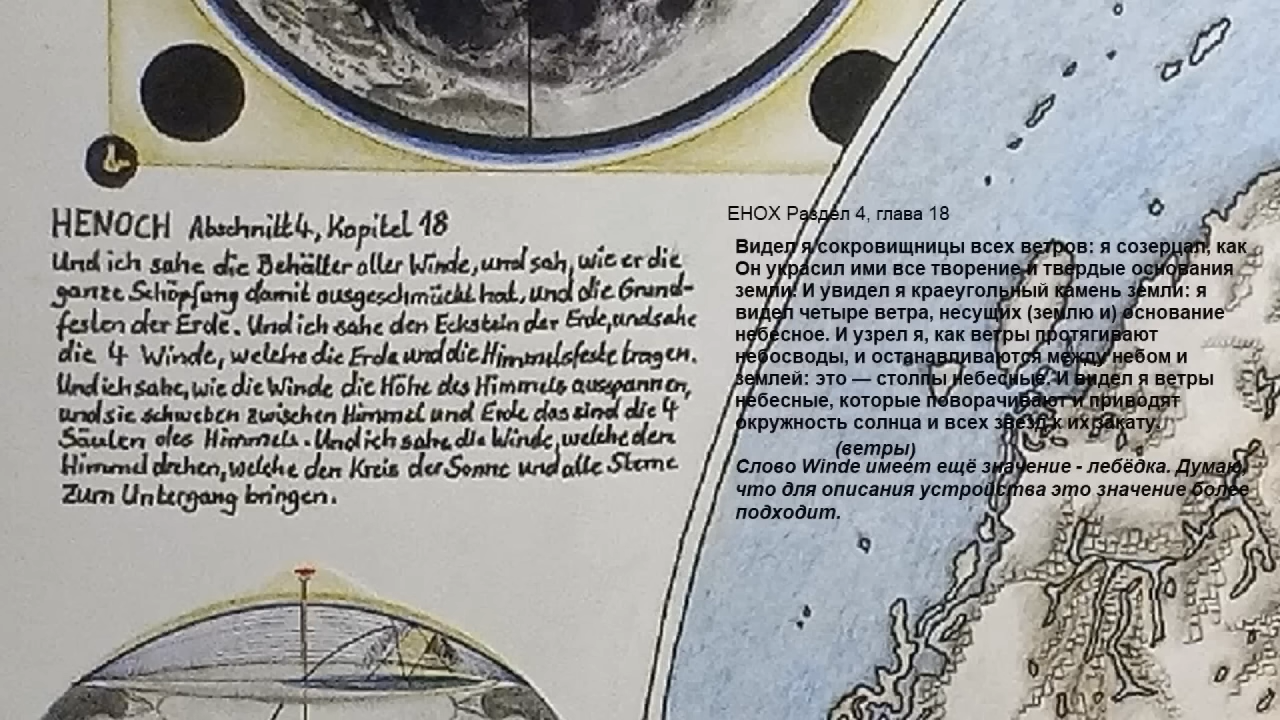 HENOCH Abschnitt 4, Kapitel 18
Und ich sahe die Behälter aller Winde, und sah, wie er die
ganze Schöpfung damit ausgeschmückt hat, und die Grund-
festen der Erde. Und ich sahe den Eckstein der Erde, und sahe
die 4 Winde, welche die Erde und die Himmelsfeste tragen.
Und ich sahe, wie die Winde die Höhe des Himmels ausspannen,
und sie schweben zwischen Himmel und Erde das sind die 4
Säulen des Himmels. Und ich sahe die Winde, welche den
Himmel drehen, welche den Kreis der Sonne und alle Sterne
zum Untergang bringen.
ЕНОХ Раздел 4, глава 18
Видел я сокровищницы всех ветров: я созерцал, как
Он украсил ими все творение и твердые основания
земли. И увидел я краеугольный камень земли: я
видел четыре ветра, несущих (землю и) основание
небесное. И узрел я, как ветры протягивают
небосводы, и останавливаются между небом и
землей: это — столпы небесные. И видел я ветры
небесные, которые поворачивают и приводят
окружность солнца и всех звезд к их закату.
(ветры)
Слово Winde имеет ещё значение - лебёдка. Думаю,
что для описания устройства это значение более
подходит.